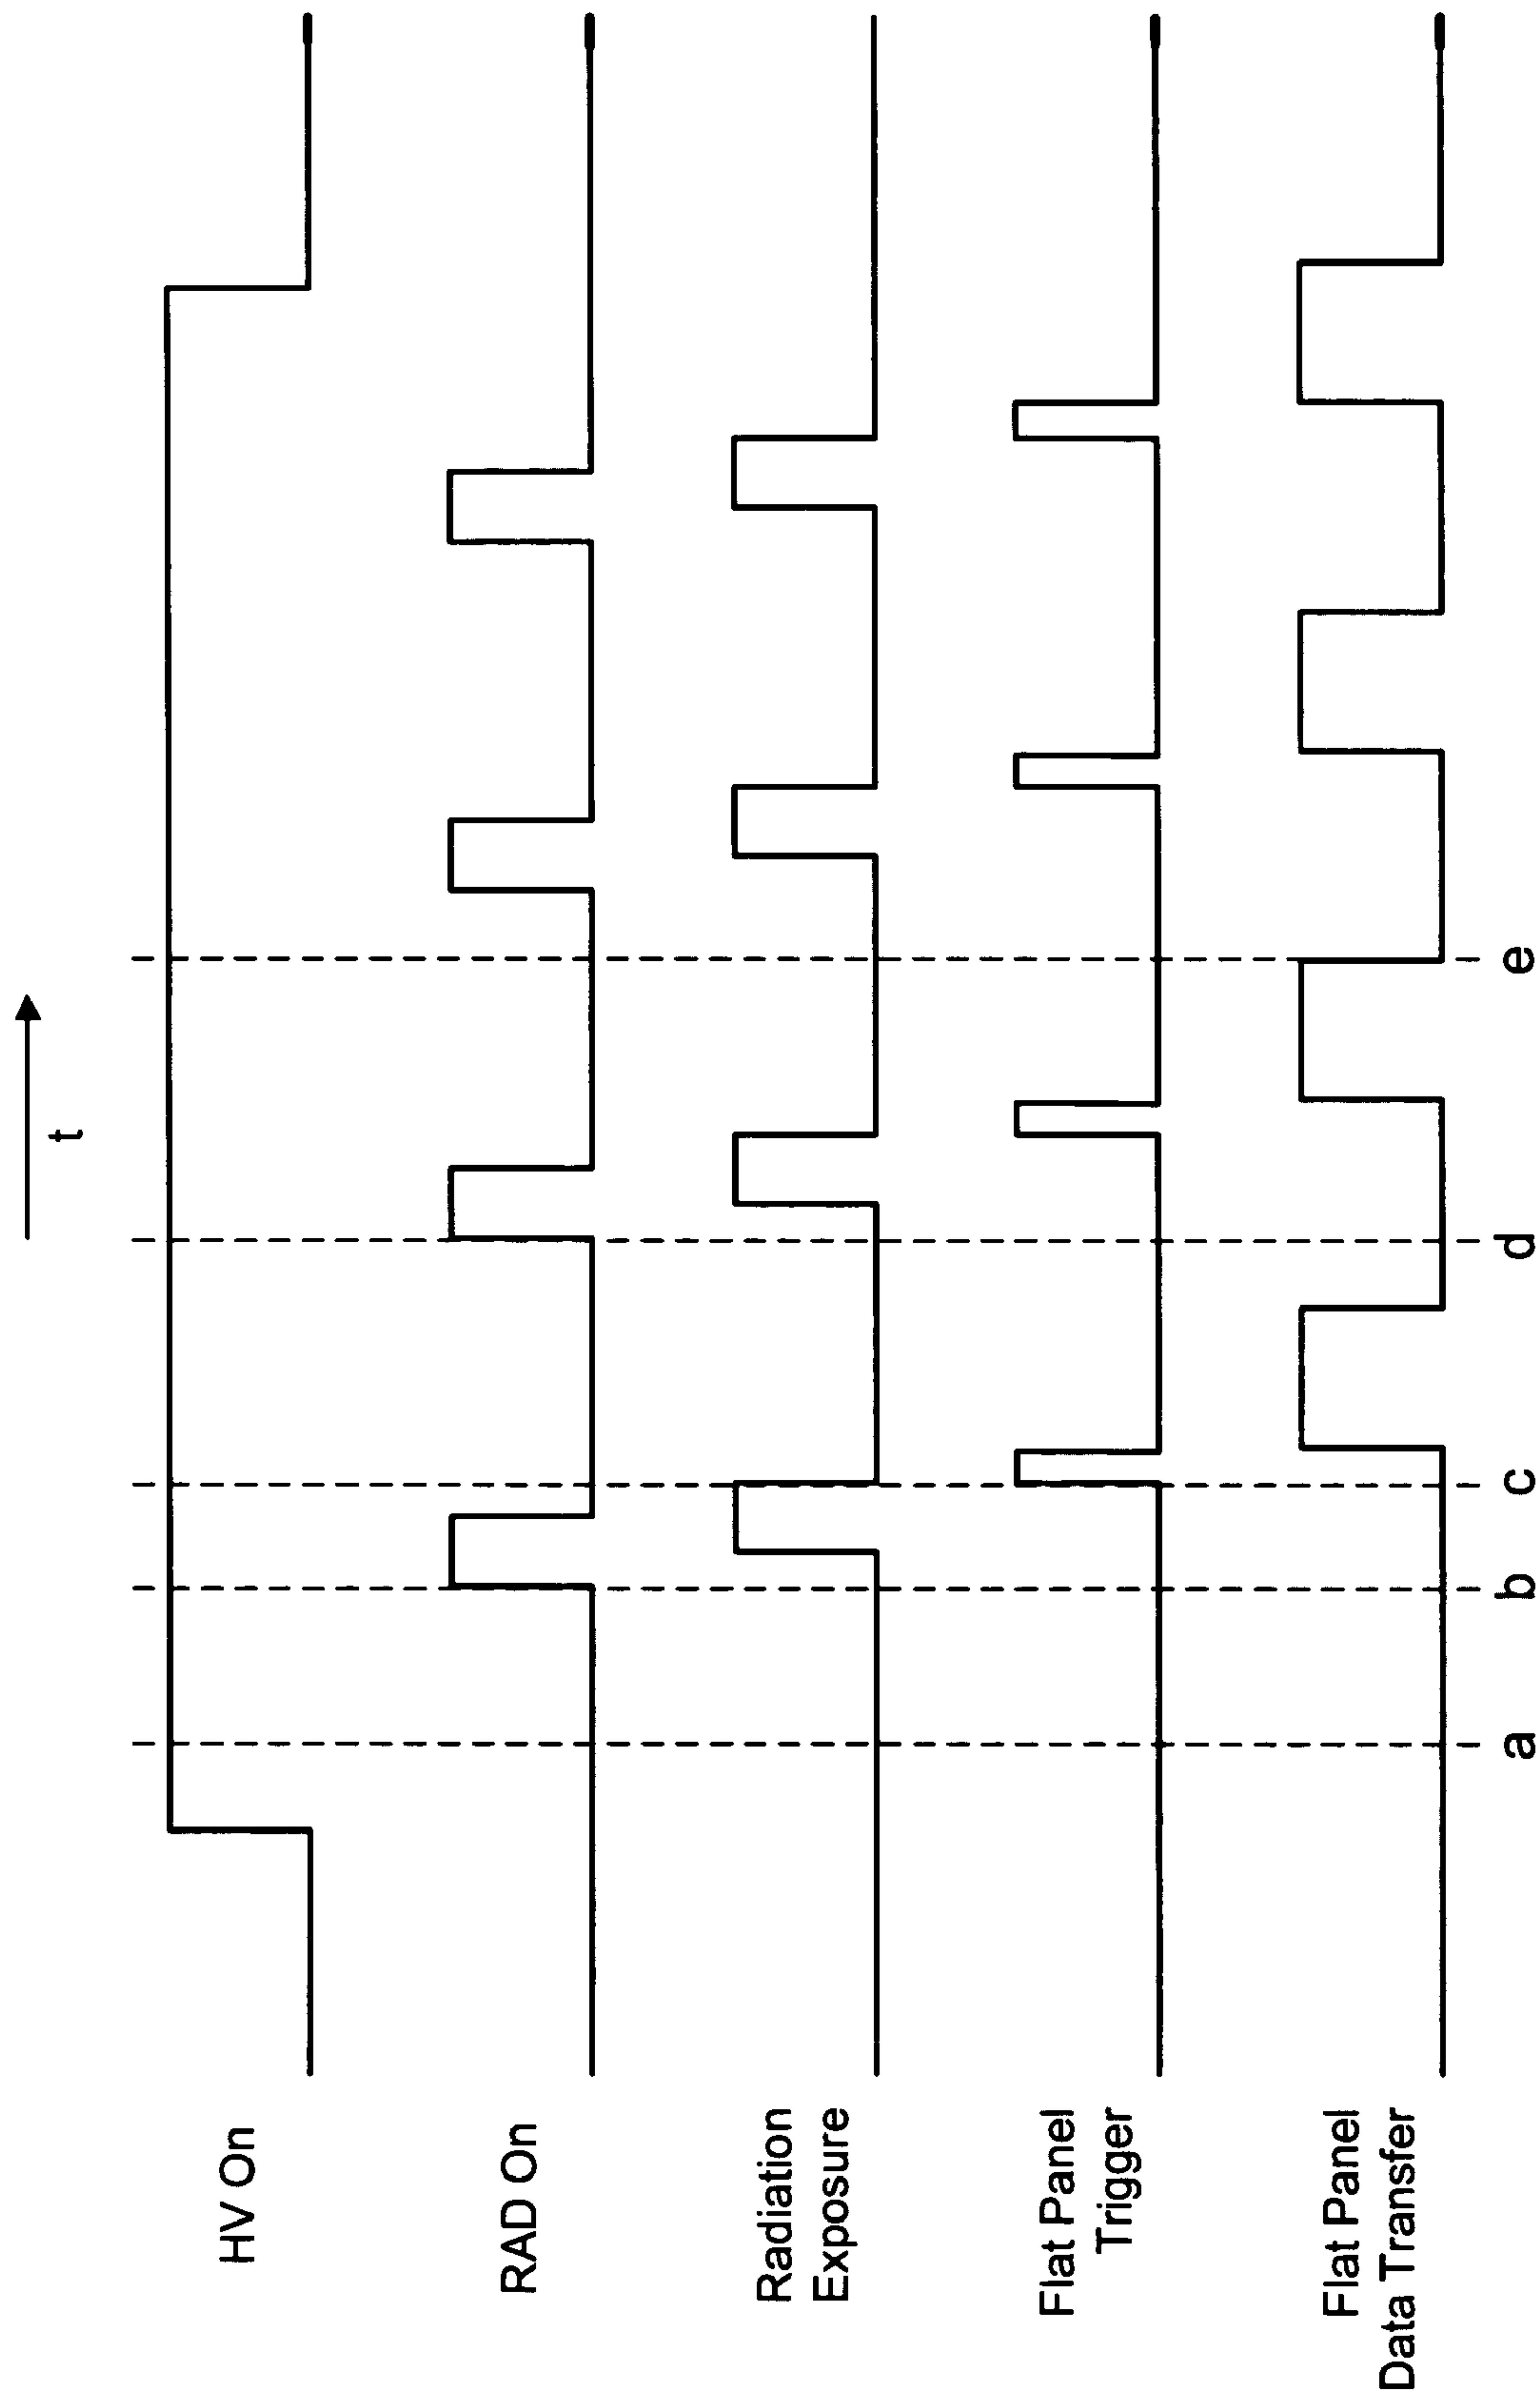 t
HV On
RAD On
Radiation
Exposure
Flat Panel
Trigger
Flat Panel
Data Transfer
a
b
c
d
e